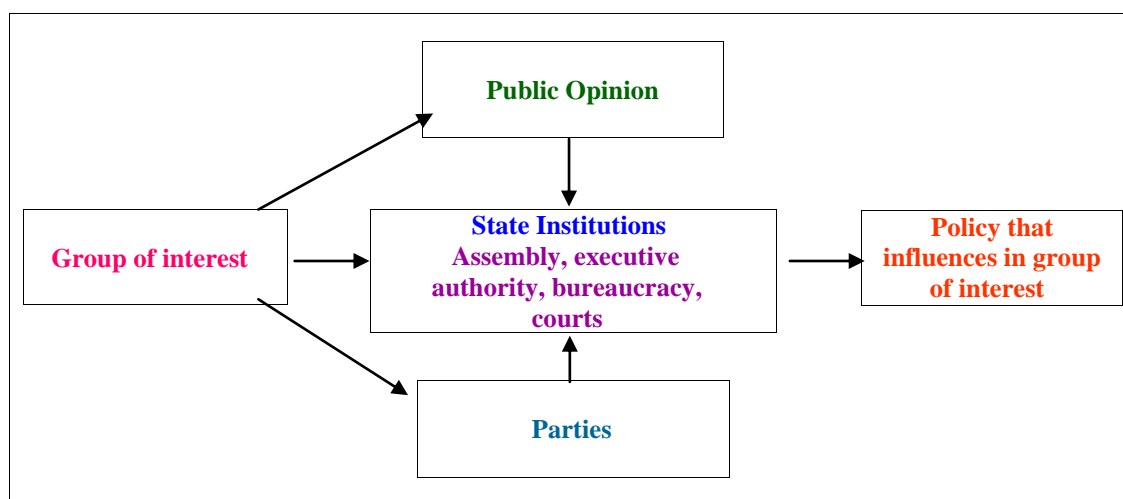 Public Opinion
Group of interest
State Institutions
Assembly, executive
authority, bureaucracy,
courts
Policy that
influences in group
of interest
Parties